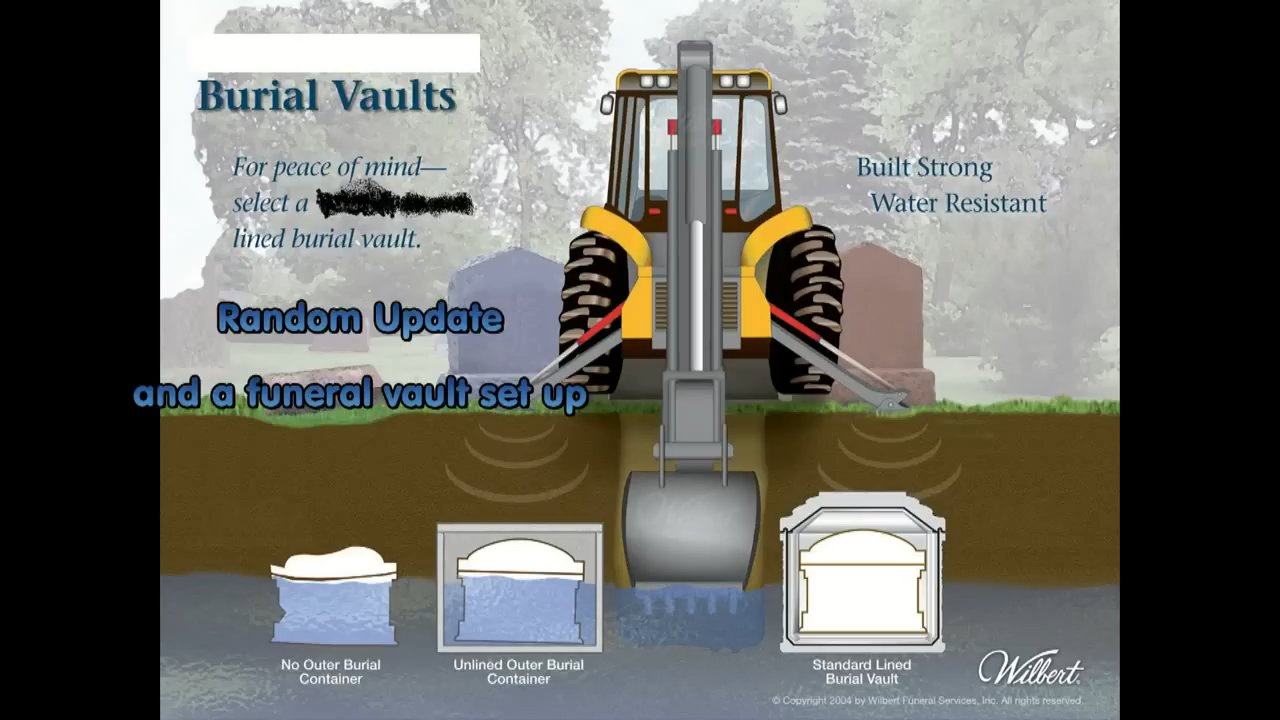 Burial Vaults
For peace of mind—
select a
lined burial vault.
Built Strong
Water Resistant
Random Update
and a funeral vault set up
No Outer Burial
Container
Unlined Outer Burial
Container
Standard Lined
Burial Vault
Wilbert.
© Copyright 2004 by Wilbert Funeral Services, Inc. All rights reserved.